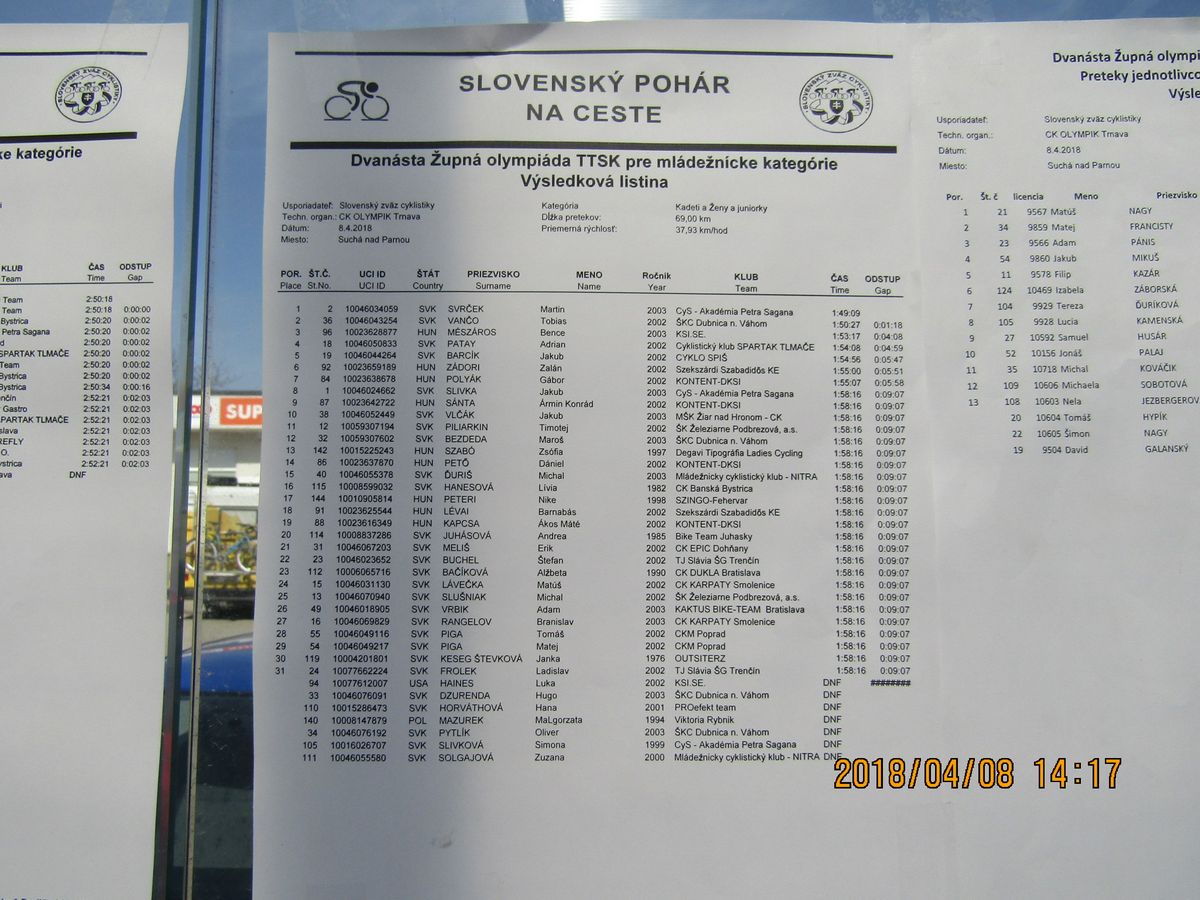 ke kategórie
KLUB ČAS ODSTUP
Team Time Gap
Team 2:50:18
Team 2:50:18 0:00:00
Bystrica 2:50:20 0:00:02
Petra Sagana 2:50:20 0:00:02
2:50:20 0:00:02
SPARTAK TLMAČE 2:50:20 0:00:02
Bystrica 2:50:20 0:00:02
Bystrica 2:50:20 0:00:02
Bystrica 2:50:34 0:00:16
nčín 2:52:21 0:02:03
Gastro 2:52:21 0:02:03
PARTAK TLMAČE 2:52:21 0:02:03
slava 2:52:21 0:02:03
REFLY 2:52:21 0:02:03
O. 2:52:21 0:02:03
ystrica 2:52:21 0:02:03
ava DNF
SUP
SLOVENSKÝ ZVÄZ CYKLISTIKY
SLOVENSKÝ POHÁR
NA CESTE
Dvanásta Župná olympiáda TTSK pre mládežnícke kategórie
Výsledková listina
Usporiadateľ: Slovenský zväz cyklistiky Kategória Kadeti a Ženy a juniorky
Techn. organ.: CK OLYMPIK Trnava Dĺžka pretekov: 69,00 km
Dátum: 8.4.2018 Priemerná rýchlosť: 37,93 km/hod
Miesto: Suchá nad Parnou
POR. ŠT.Č. UCI ID ŠTÁT PRIEZVISKO MENO Ročník KLUB ČAS ODSTUP
Place St.No. UCI ID Country Surname Name Year Team Time Gap
1 2 10046034059 SVK SVRČEK Martin 2003 CyS - Akadémia Petra Sagana 1:49:09
2 36 10046043254 SVK VANČO Tobias 2002 ŠKC Dubnica n. Váhom 1:50:27 0:01:18
3 96 10023628877 HUN MÉSZÁROS Bence 2003 KSI.SE. 1:53:17 0:04:08
4 18 10046050833 SVK PATAY Adrian 2002 Cyklistický klub SPARTAK TLMAČE 1:54:08 0:04:59
5 19 10046044264 SVK BARCÍK Jakub 2002 CYKLO SPIŠ 1:54:56 0:05:47
6 92 10023659189 HUN ZÁDORI Zalán 2002 Szekszárdi Szabadidős KE 1:55:00 0:05:51
7 84 10023638678 HUN POLYÁK Gábor 2002 KONTENT-DKSI 1:55:07 0:05:58
8 1 10046024662 SVK SLIVKA Jakub 2003 CyS - Akadémia Petra Sagana 1:58:16 0:09:07
9 87 10023642722 HUN SÁNTA Ármin Konrád 2002 KONTENT-DKSI 1:58:16 0:09:07
10 38 10046052449 SVK VLČÁK Jakub 2003 MŠK Žiar nad Hronom - CK 1:58:16 0:09:07
11 12 10059307194 SVK PILIARKIN Timotej 2002 ŠK Železiarne Podbrezová, a.s. 1:58:16 0:09:07
12 32 10059307602 SVK BEZDEDA Maroš 2003 ŠKC Dubnica n. Váhom 1:58:16 0:09:07
13 142 10015225243 HUN SZABÓ Zsófia 1997 Degavi Tipográfia Ladies Cycling 1:58:16 0:09:07
14 86 10023637870 HUN PETŐ Dániel 2002 KONTENT-DKSI 1:58:16 0:09:07
15 40 10046055378 SVK ĎURIŠ Michal 2003 Mládežnicky cyklistický klub - NITRA 1:58:16 0:09:07
16 115 10008599032 SVK HANESOVÁ Lívia 1982 CK Banská Bystrica 1:58:16 0:09:07
17 144 10010905814 HUN PETERI Nike 1998 SZINGO-Fehervar 1:58:16 0:09:07
18 91 10023625544 HUN LÉVAI Barnabás 2002 Szekszárdi Szabadidős KE 1:58:16 0:09:07
19 88 10023616349 HUN KAPCSA Ákos Máté 2002 KONTENT-DKSI 1:58:16 0:09:07
20 114 10008837286 SVK JUHÁSOVÁ Andrea 1985 Bike Team Juhasky 1:58:16 0:09:07
21 31 10046067203 SVK MELIŠ Erik 2002 CK EPIC Dohňany 1:58:16 0:09:07
22 23 10046023652 SVK BUCHEL Štefan 2002 TJ Slávia ŠG Trenčín 1:58:16 0:09:07
23 112 10006065716 SVK BAČÍKOVÁ Alžbeta 1990 CK DUKLA Bratislava 1:58:16 0:09:07
24 15 10046031130 SVK LÁVEČKA Matúš 2002 CK KARPATY Smolenice 1:58:16 0:09:07
25 13 10046070940 SVK SLUŠNIAK Michal 2002 ŠK Železiarne Podbrezová, a.s. 1:58:16 0:09:07
26 49 10046018905 SVK VRBIK Adam 2003 KAKTUS BIKE-TEAM Bratislava 1:58:16 0:09:07
27 16 10046069829 SVK RANGELOV Branislav 2003 CK KARPATY Smolenice 1:58:16 0:09:07
28 55 10046049116 SVK PIGA Tomáš 2002 CKM Poprad 1:58:16 0:09:07
29 54 10046049217 SVK PIGA Matej 2002 CKM Poprad 1:58:16 0:09:07
30 119 10004201801 SVK KESEG ŠTEVKOVÁ Janka 1976 OUTSITERZ 1:58:16 0:09:07
31 24 10077662224 SVK FROLEK Ladislav 2002 TJ Slávia ŠG Trenčín 1:58:16 0:09:07
94 10077612007 USA HAINES Luka 2002 KSI.SE. DNF ########
33 10046076091 SVK DZURENDA Hugo 2003 ŠKC Dubnica n. Váhom DNF
110 10015286473 SVK HORVÁTHOVÁ Hana 2001 PROefekt team DNF
140 10008147879 POL MAZUREK MaLgorzata 1994 Viktoria Rybnik DNF
34 10046076192 SVK PYTLÍK Oliver 2003 ŠKC Dubnica n. Váhom DNF
105 10016026707 SVK SLIVKOVÁ Simona 1999 CyS - Akadémia Petra Sagana DNF
111 10046055580 SVK SOLGAJOVÁ Zuzana 2000 Mládežnicky cyklistický klub - NITRA DNF
Dvanásta Župná olympi
Preteky jednotlivco
Výsle
Usporiadateľ: Slovenský zväz cyklistiky
Techn. organ.: CK OLYMPIK Trnava
Dátum: 8.4.2018
Miesto: Suchá nad Parnou
Por. Št. č licencia Meno Priezvisko
1 21 9567 Matúš NAGY
2 34 9859 Matej FRANCISTY
3 23 9566 Adam PÁNIS
4 54 9860 Jakub MIKUŠ
5 11 9578 Filip KAZÁR
6 124 10469 Izabela ZÁBORSKÁ
7 104 9929 Tereza ĎURÍKOVÁ
8 105 9928 Lucia KAMENSKÁ
9 27 10592 Samuel HUSÁR
10 52 10156 Jonáš PALAJ
11 35 10718 Michal KOVÁČIK
12 109 10606 Michaela SOBOTOVÁ
13 108 10603 Nela JEZBERGEROV
20 10604 Tomáš HYPÍK
22 10605 Šimon NAGY
19 9504 David GALANSKÝ
2018/04/08 14:17